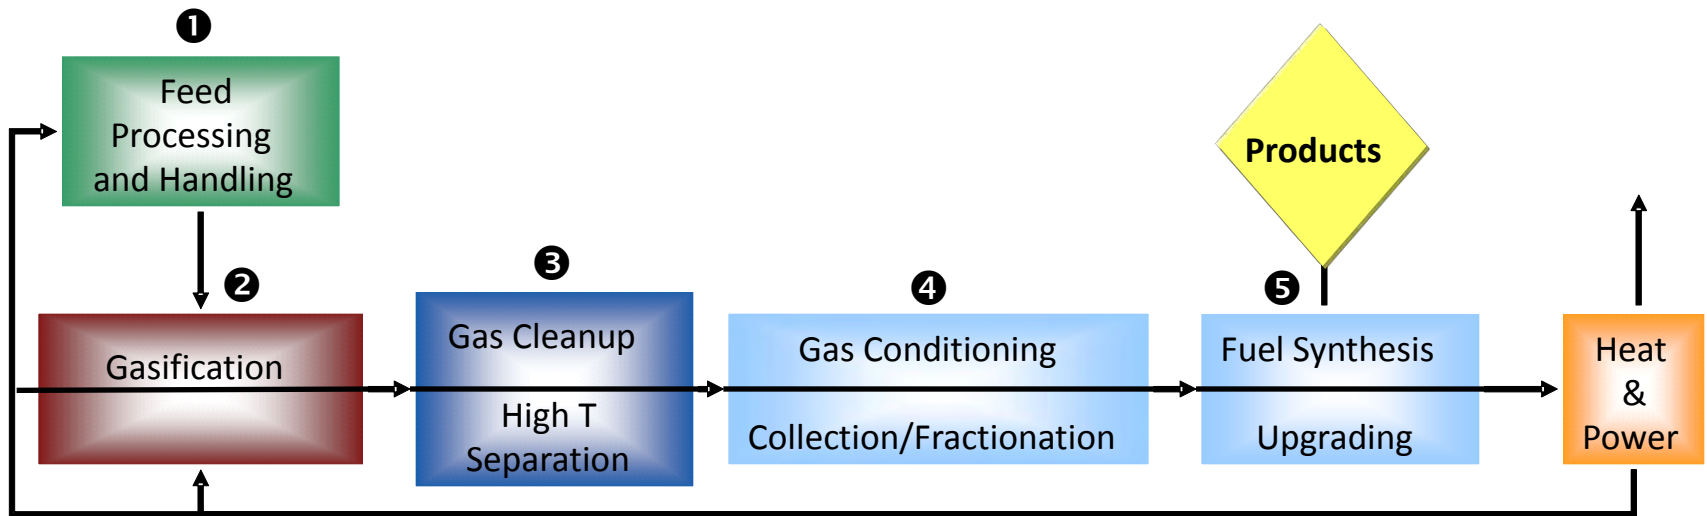 ❶
Feed
Processing
and Handling
❷
Gasification
❸
Gas Cleanup
High T
Separation
❹
Gas Conditioning
Collection/Fractionation
❺
Fuel Synthesis
Upgrading
Products
Heat
&
Power